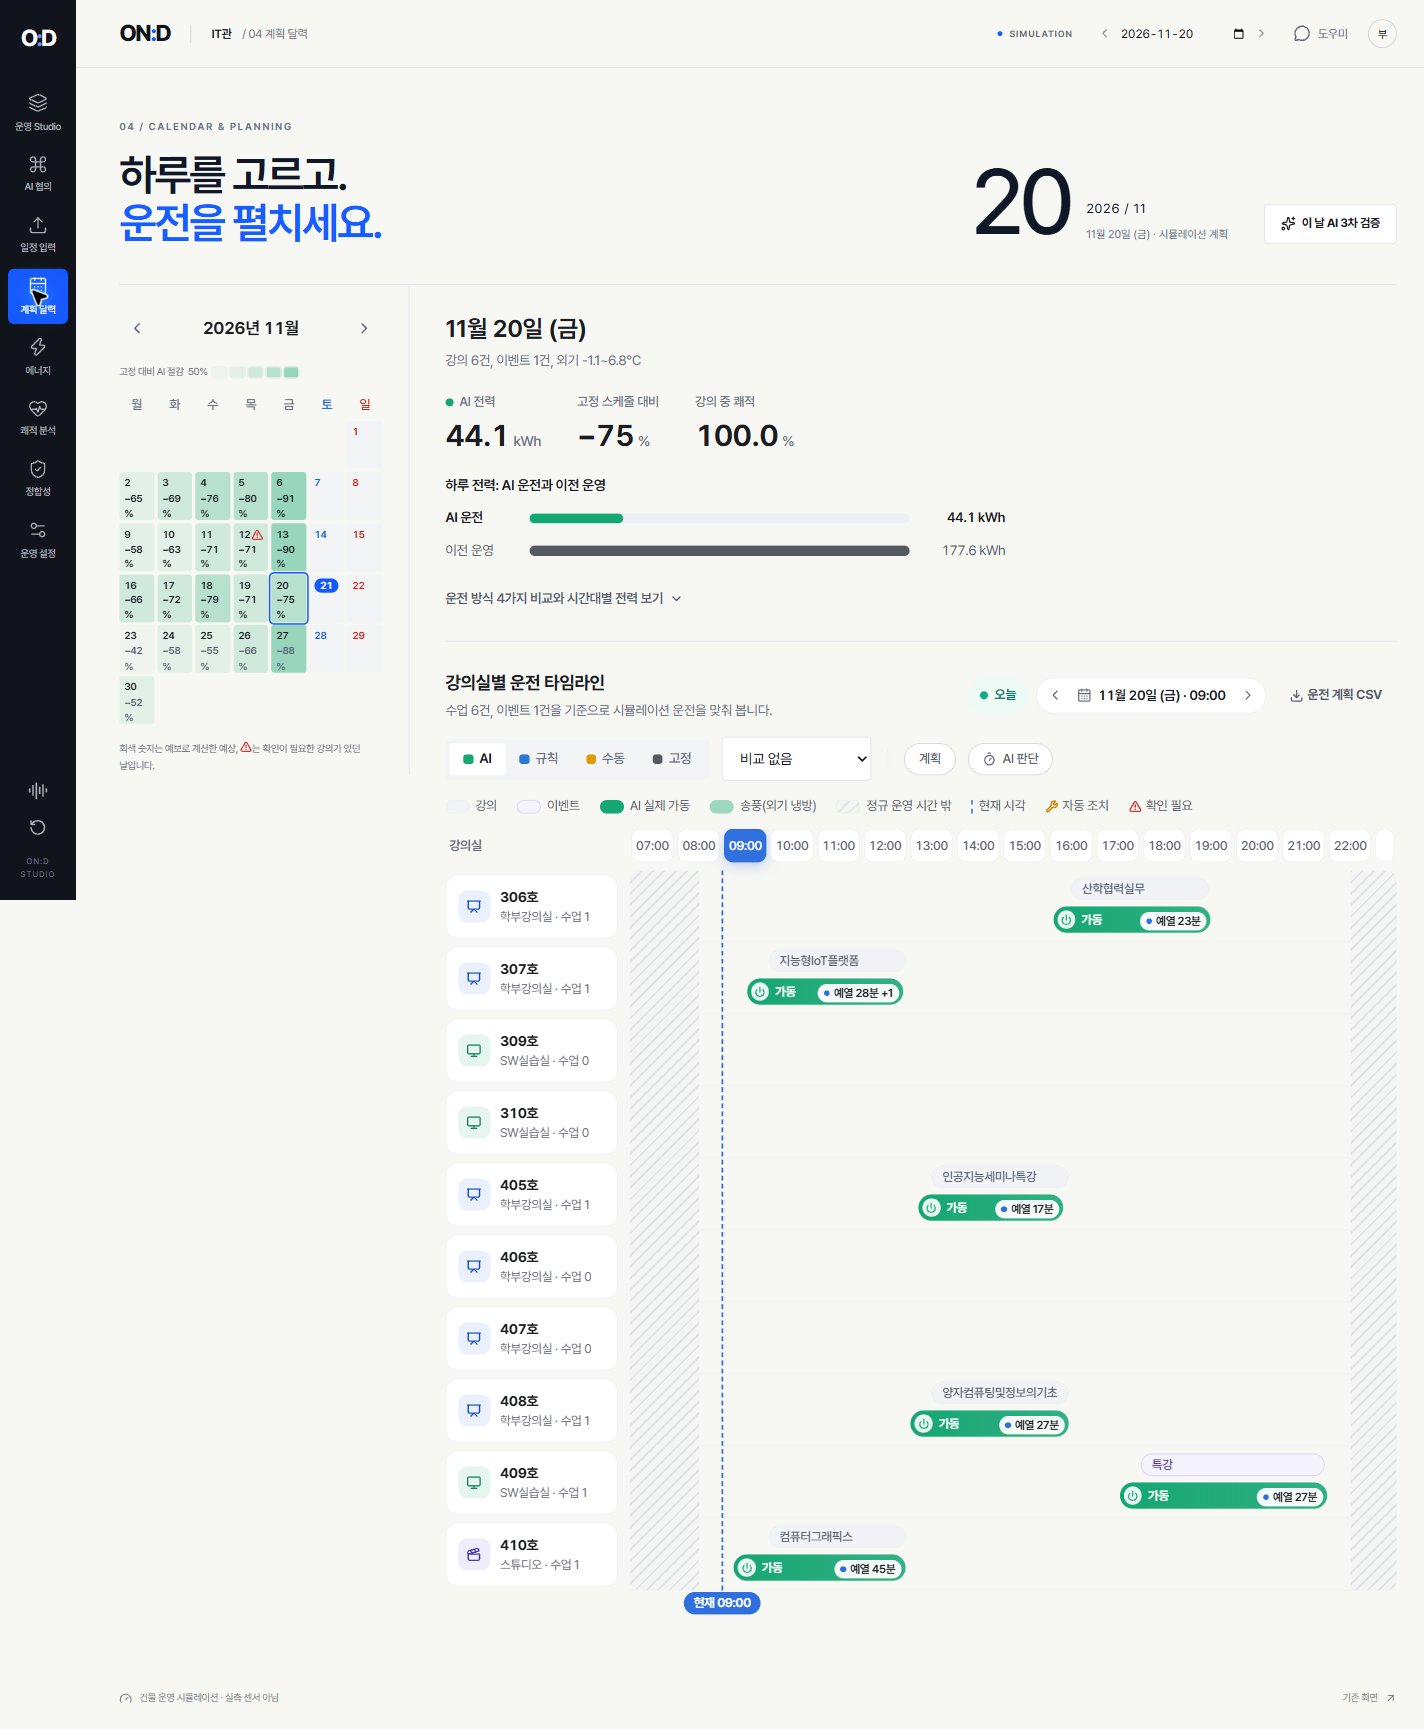 O:D
운영 Studio
AI 협의
일정 입력
계획 달력
에너지
쾌적 분석
정합성
운영 설정
ON:D
STUDIO
ON:D
IT관 / 04 계획 달력
SIMULATION
2026-11-20
도우미
부
04 / CALENDAR & PLANNING
하루를 고르고.
운전을 펼치세요.
20
2026 / 11
11월 20일 (금) · 시뮬레이션 계획
이 날 AI 3차 검증
2026년 11월
고정 대비 AI 절감 50%
월 화 수 목 금 토 일
1
2 3 4 5 6 7 8
−65 −69 −76 −80 −91
% % % % %
9 10 11 12 13 14 15
−58 −63 −71 −71 −90
% % % % %
16 17 18 19 20 21 22
−66 −72 −79 −71 −75
% % % % %
23 24 25 26 27 28 29
−42 −58 −55 −66 −88
% % % % %
30
−52
%
회색 숫자는 예보로 계산한 예상, 는 확인이 필요한 강의가 있던
날입니다.
11월 20일 (금)
강의 6건, 이벤트 1건, 외기 -1.1~6.8°C
AI 전력 고정 스케줄 대비 강의 중 쾌적
44.1 kWh −75 % 100.0 %
하루 전력: AI 운전과 이전 운영
AI 운전 44.1 kWh
이전 운영 177.6 kWh
운전 방식 4가지 비교와 시간대별 전력 보기
강의실별 운전 타임라인
수업 6건, 이벤트 1건을 기준으로 시뮬레이션 운전을 맞춰 봅니다.
오늘
11월 20일 (금) · 09:00
운전 계획 CSV
AI 규칙 수동 고정
비교 없음
계획
AI 판단
강의 이벤트 AI 실제 가동 송풍(외기 냉방) 정규 운영 시간 밖 현재 시각 자동 조치 확인 필요
강의실 07:00 08:00 09:00 10:00 11:00 12:00 13:00 14:00 15:00 16:00 17:00 18:00 19:00 20:00 21:00 22:00
306호
학부강의실 · 수업 1
산학협력실무
가동 예열 23분
307호
학부강의실 · 수업 1
지능형IoT플랫폼
가동 예열 28분 +1
309호
SW실습실 · 수업 0
310호
SW실습실 · 수업 0
405호
학부강의실 · 수업 1
인공지능세미나특강
가동 예열 17분
406호
학부강의실 · 수업 0
407호
학부강의실 · 수업 0
408호
학부강의실 · 수업 1
양자컴퓨팅및정보의기초
가동 예열 27분
409호
SW실습실 · 수업 1
특강
가동 예열 27분
410호
스튜디오 · 수업 1
컴퓨터그래픽스
가동 예열 45분
현재 09:00
건물 운영 시뮬레이션 · 실측 센서 아님
기존 화면